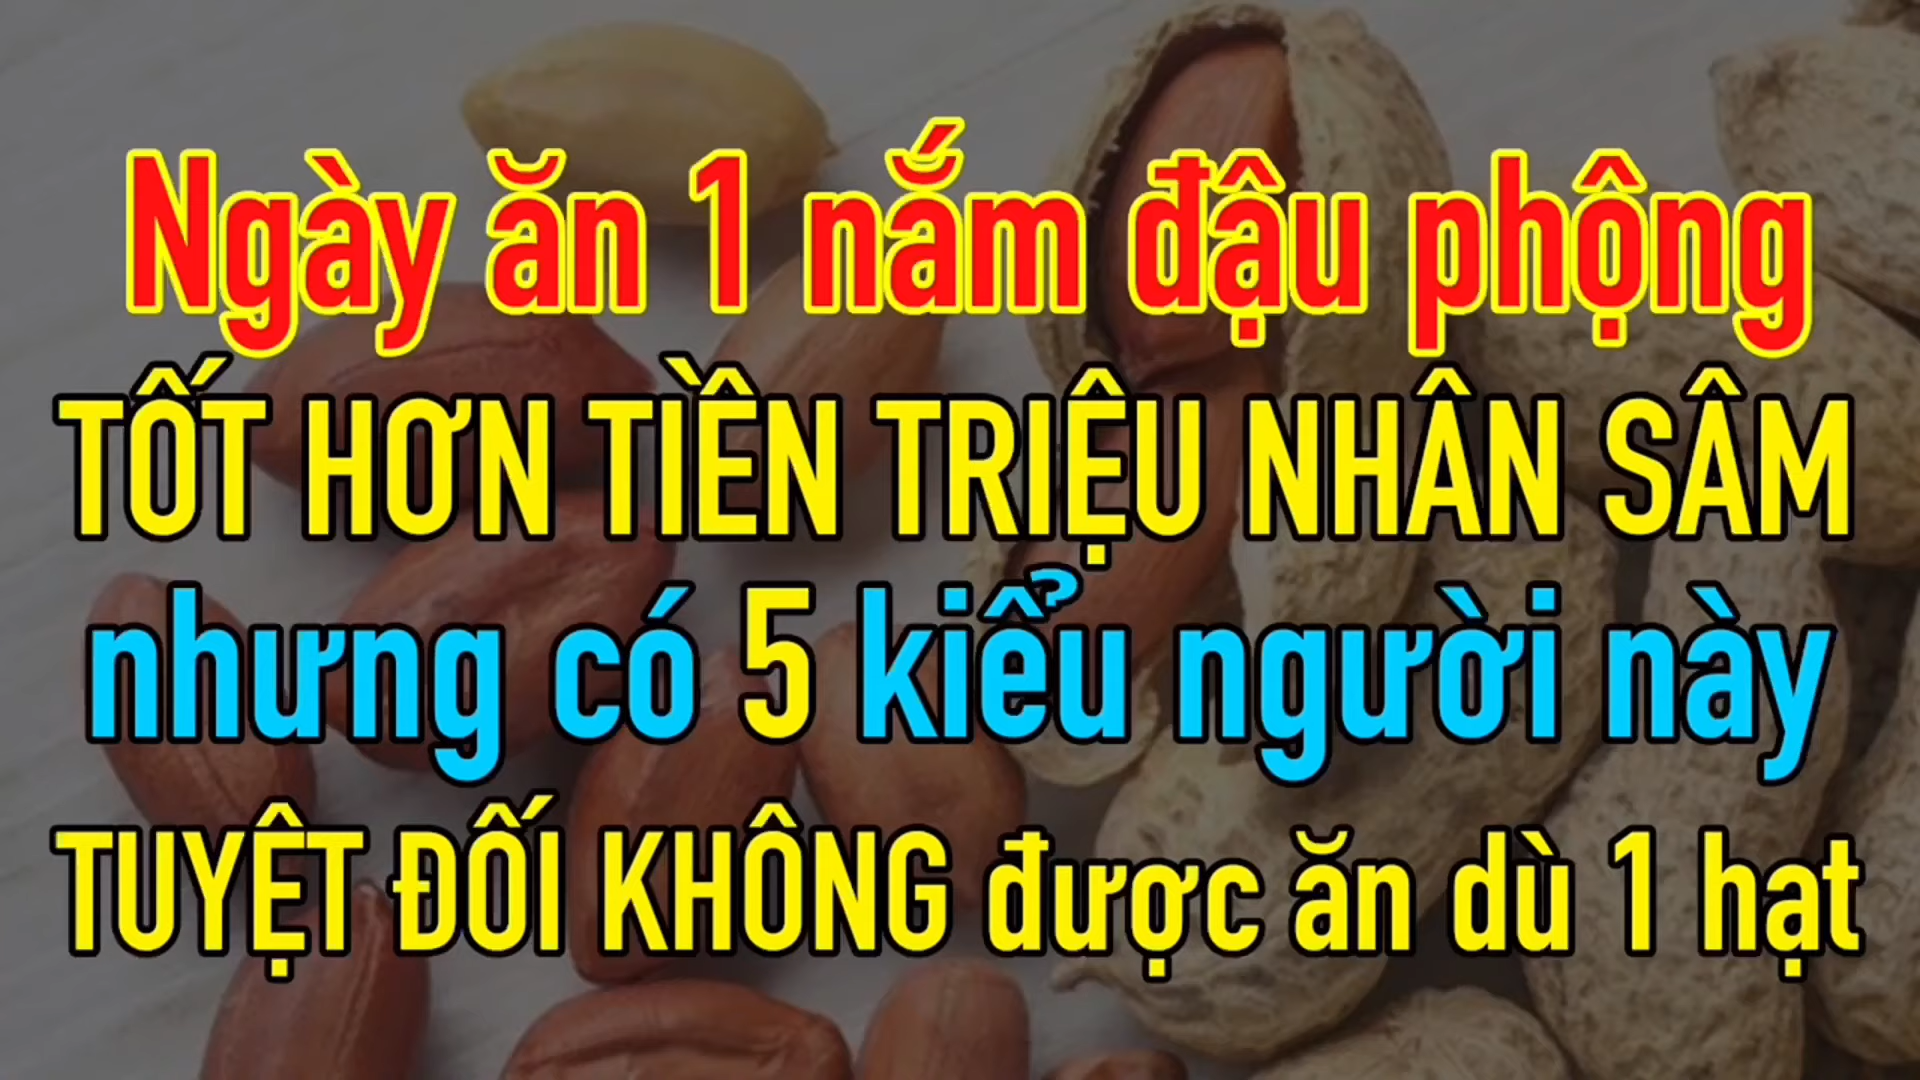 Ngày ăn 1 nắm đậu phộng
TỐT HƠN TIỀN TRIỆU NHÂN SÂM
nhưng có 5 kiểu người này
TUYỆT ĐỐI KHÔNG được ăn dù 1 hạt